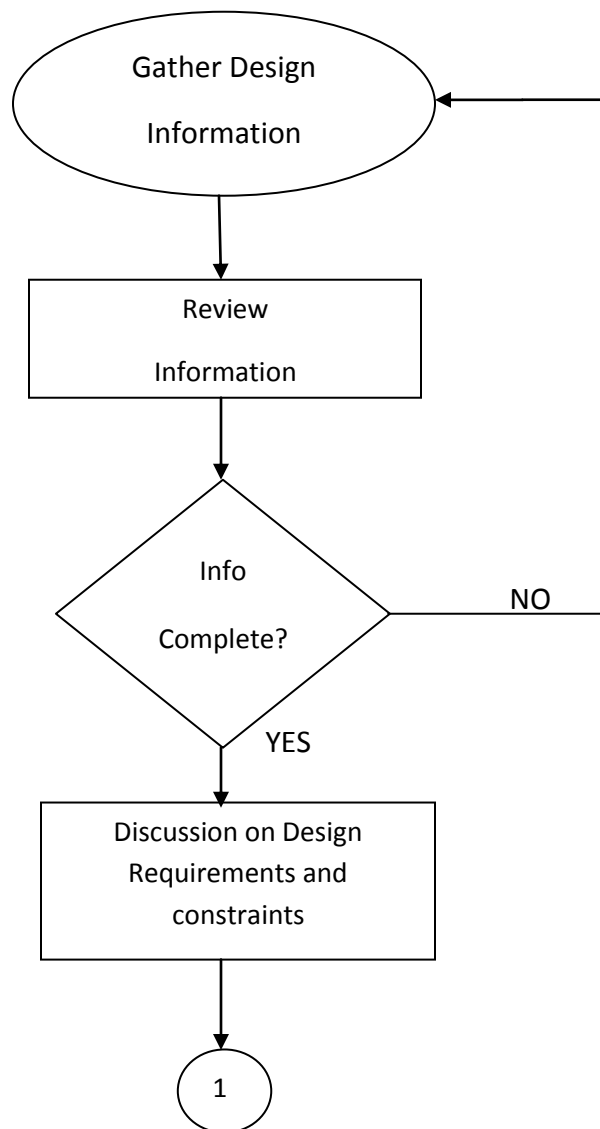 Gather Design
Information
Review
Information
Info
Complete?
NO
YES
Discussion on Design
Requirements and
constraints
1